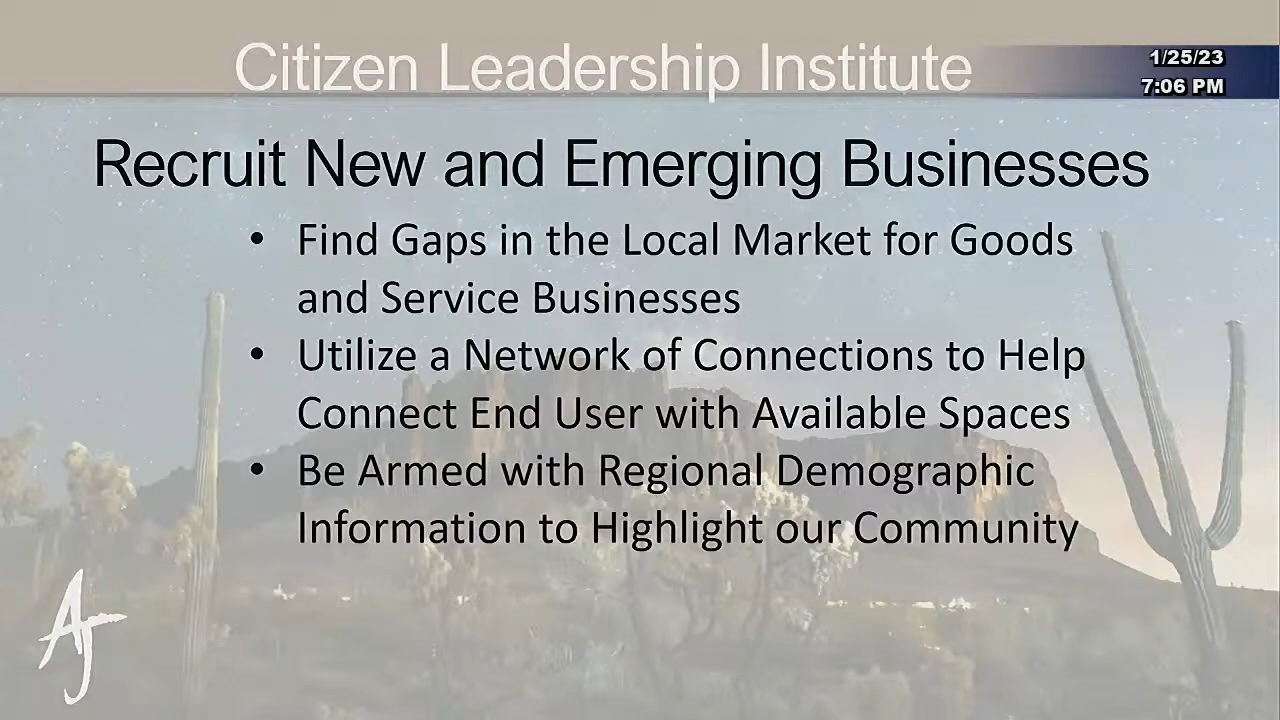 Citizen Leadership Institute
1/25/23
7:06 PM
Recruit New and Emerging Businesses
• Find Gaps in the Local Market for Goods
and Service Businesses
• Utilize a Network of Connections to Help
Connect End User with Available Spaces
• Be Armed with Regional Demographic
Information to Highlight our Community
AJ